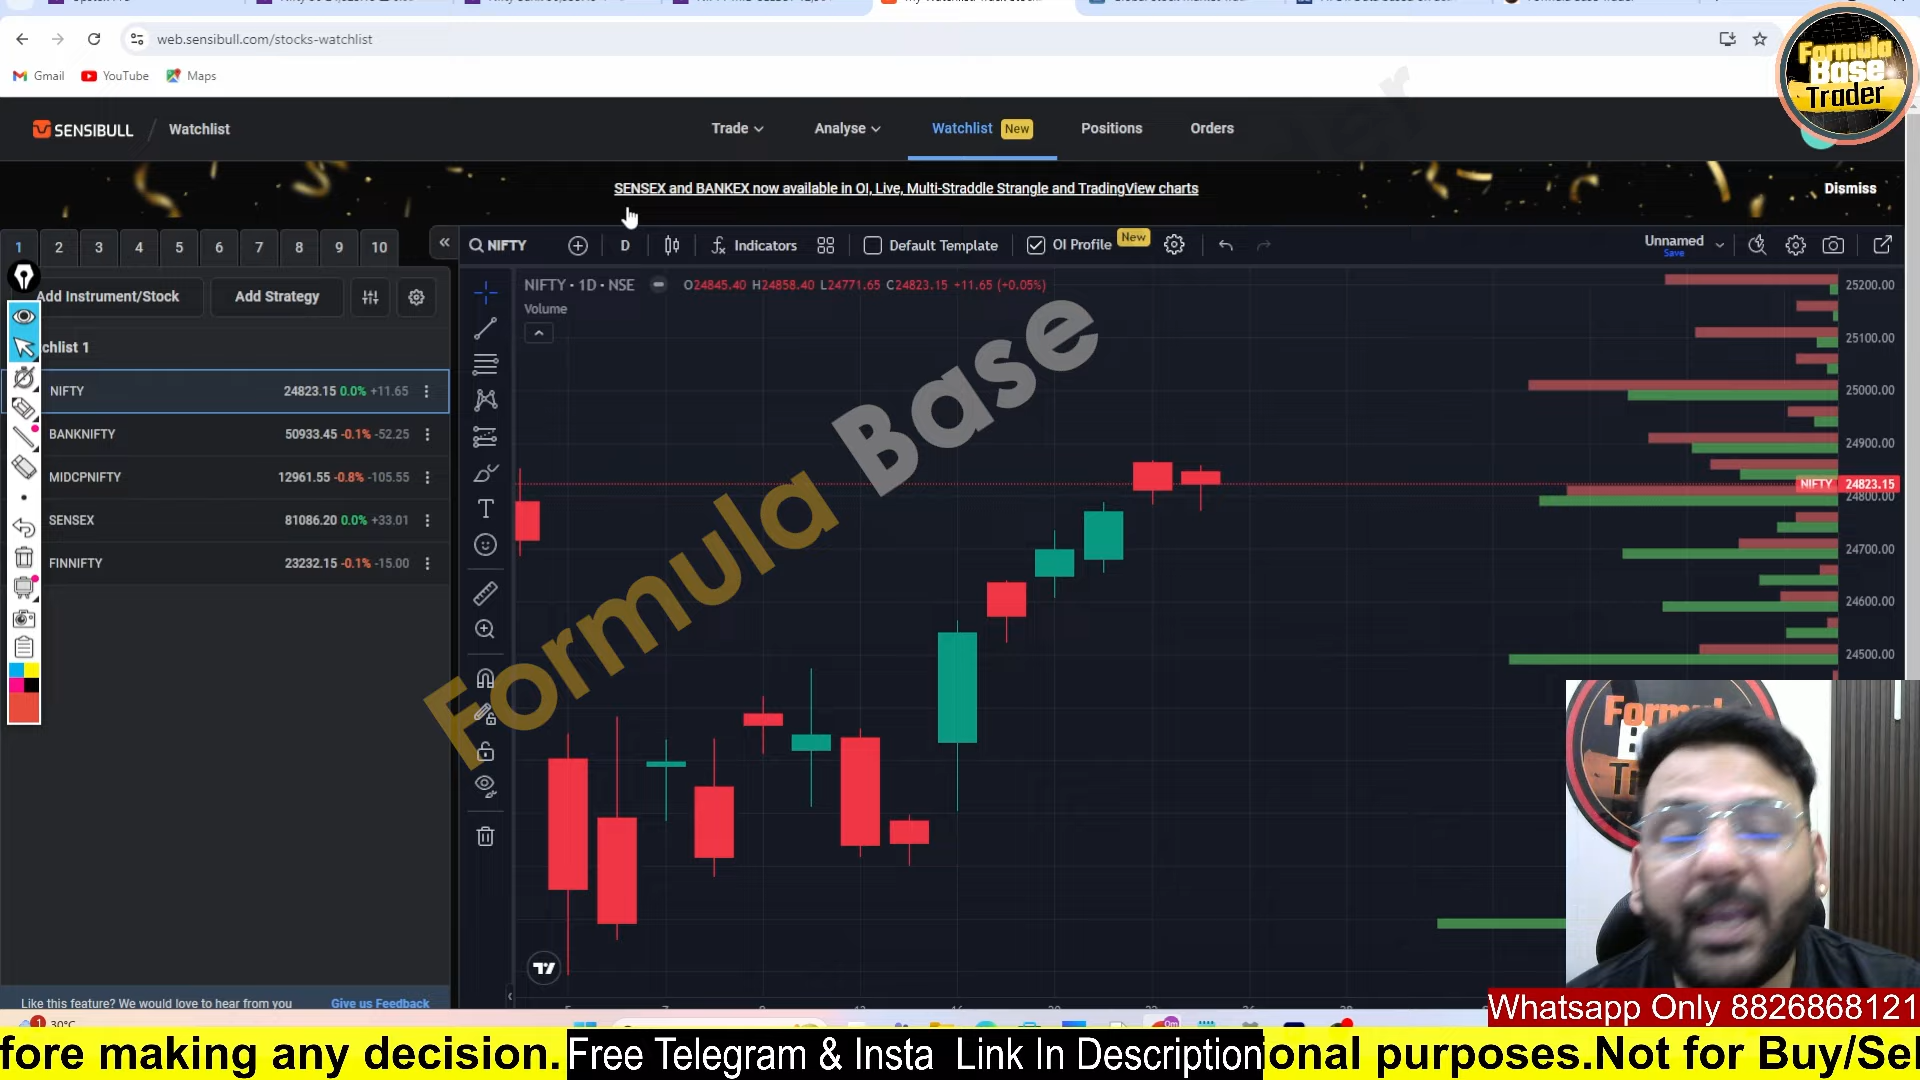 web.sensibull.com/stocks-watchlist
Gmail YouTube Maps
Formula
Base
Trader
SENSIBULL / Watchlist
Trade Analyse Watchlist New Positions Orders
SENSEX and BANKEX now available in OI, Live, Multi-Straddle Strangle and TradingView charts
Dismiss
1 2 3 4 5 6 7 8 9 10
NIFTY D Indicators Default Template OI Profile New
Unnamed
Save
Add Instrument/Stock Add Strategy
chlist 1
NIFTY 24823.15 0.0% +11.65
BANKNIFTY 50933.45 -0.1% -52.25
MIDCPNIFTY 12961.55 -0.8% -105.55
SENSEX 81086.20 0.0% +33.01
FINNIFTY 23232.15 -0.1% -15.00
NIFTY · 1D · NSE O24845.40 H24858.40 L24771.65 C24823.15 +11.65 (+0.05%)
Volume
25200.00
25100.00
25000.00
24900.00
NIFTY 24823.15
24800.00
24700.00
24600.00
24500.00
Formula Base
Like this feature? We would love to hear from you Give us Feedback
30°C
Whatsapp Only 8826868121
fore making any decision. Free Telegram & Insta Link In Description ional purposes.Not for Buy/Sel